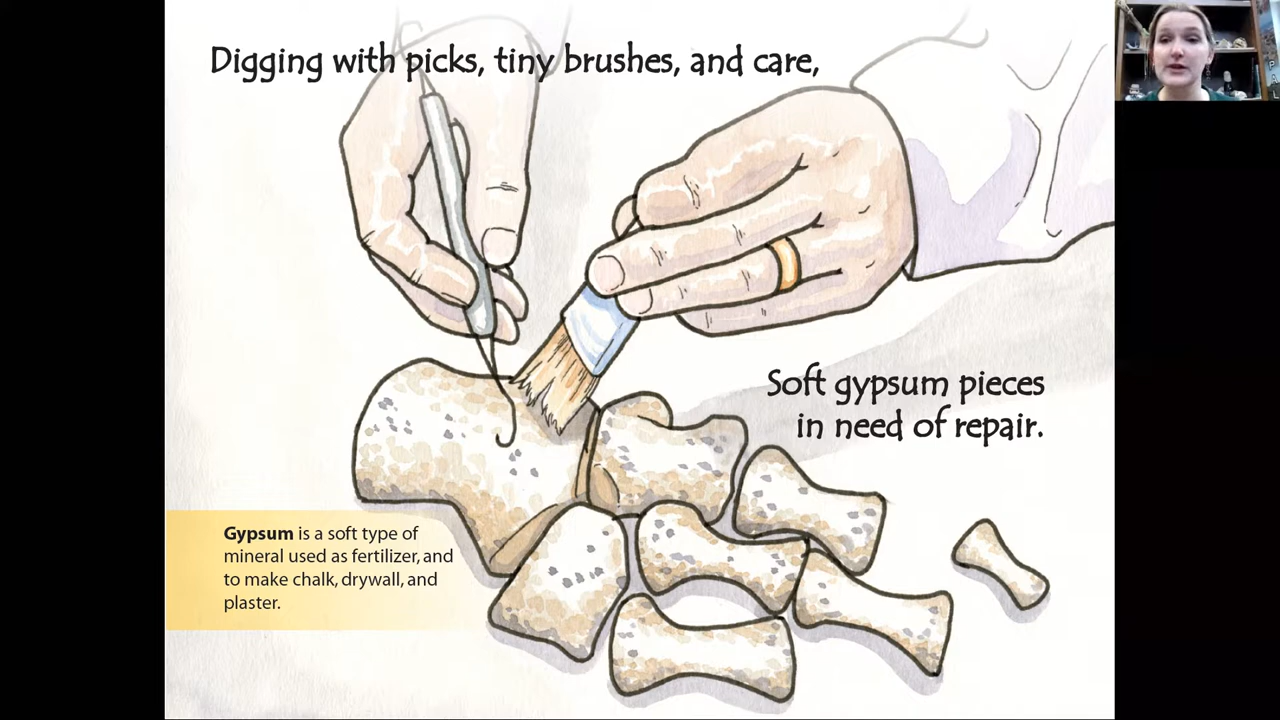 Digging with picks, tiny brushes, and care,
Soft gypsum pieces
in need of repair.
Gypsum is a soft type of
mineral used as fertilizer, and
to make chalk, drywall, and
plaster.